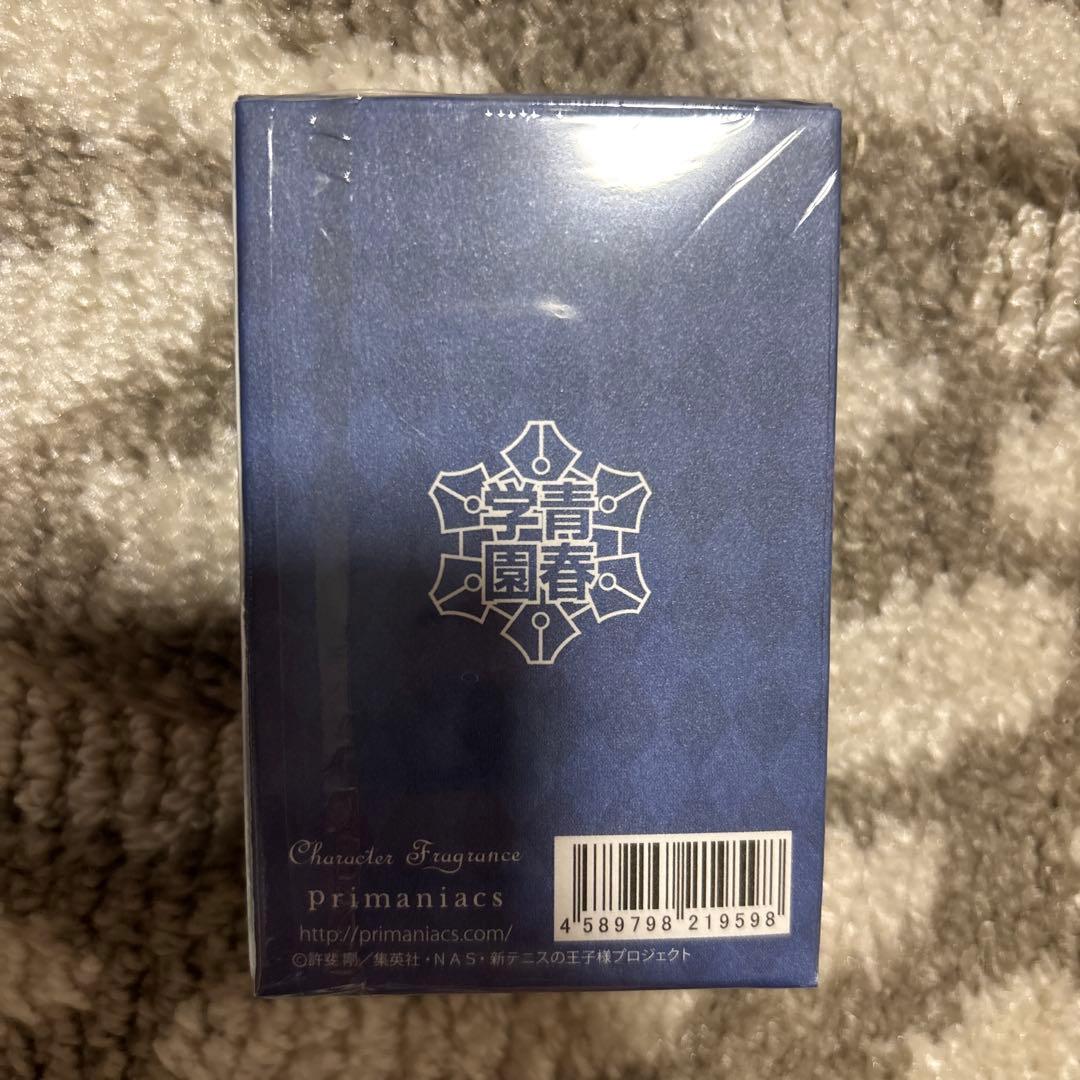 青春
学園
Character Fragrance
primaniacs
http://primaniacs.com/
4 589798 219598
©許斐 剛／集英社・ＮＡＳ・新テニスの王子様プロジェクト